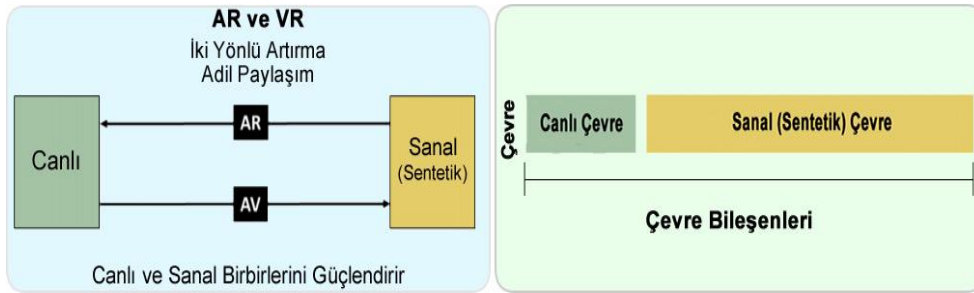 AR ve VR
İki Yönlü Artırma
Adil Paylaşım
Canlı
AR
AV
Sanal
(Sentetik)
Canlı ve Sanal Birbirlerini Güçlendirir
Çevre
Canlı Çevre
Sanal (Sentetik) Çevre
Çevre Bileşenleri